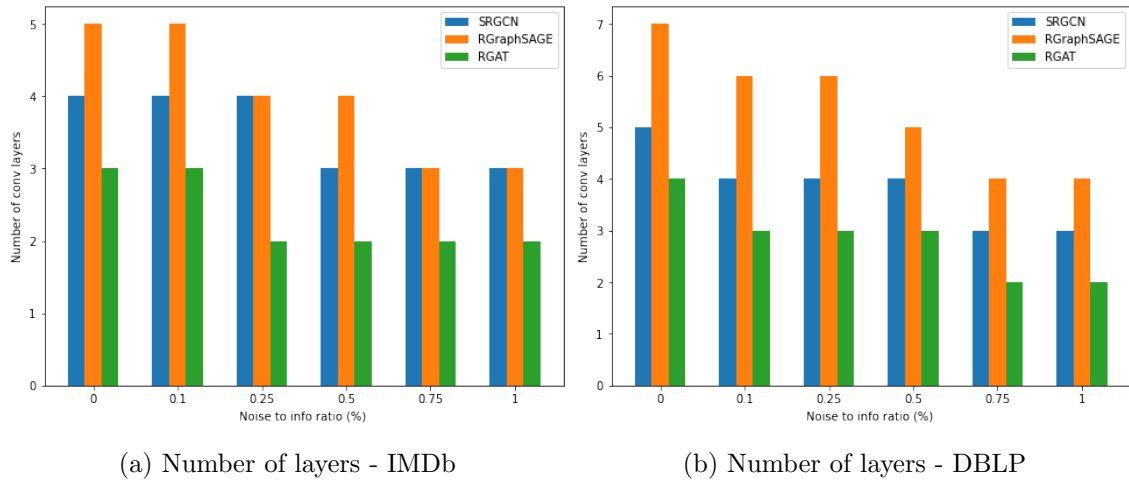 5
4
3
2
1
0
Number of conv layers
SRGCN
RGraphSAGE
RGAT
0 0.1 0.25 0.5 0.75 1
Noise to info ratio (%)
(a) Number of layers - IMDb
7
6
5
4
3
2
1
0
Number of conv layers
SRGCN
RGraphSAGE
RGAT
0 0.1 0.25 0.5 0.75 1
Noise to info ratio (%)
(b) Number of layers - DBLP